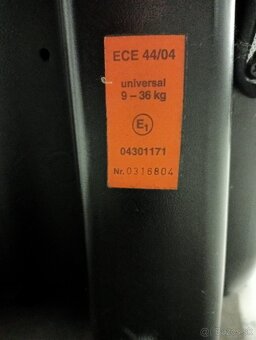 ECE 44/04
universal
9 – 36 kg
E1
04301171
Nr. 0316804